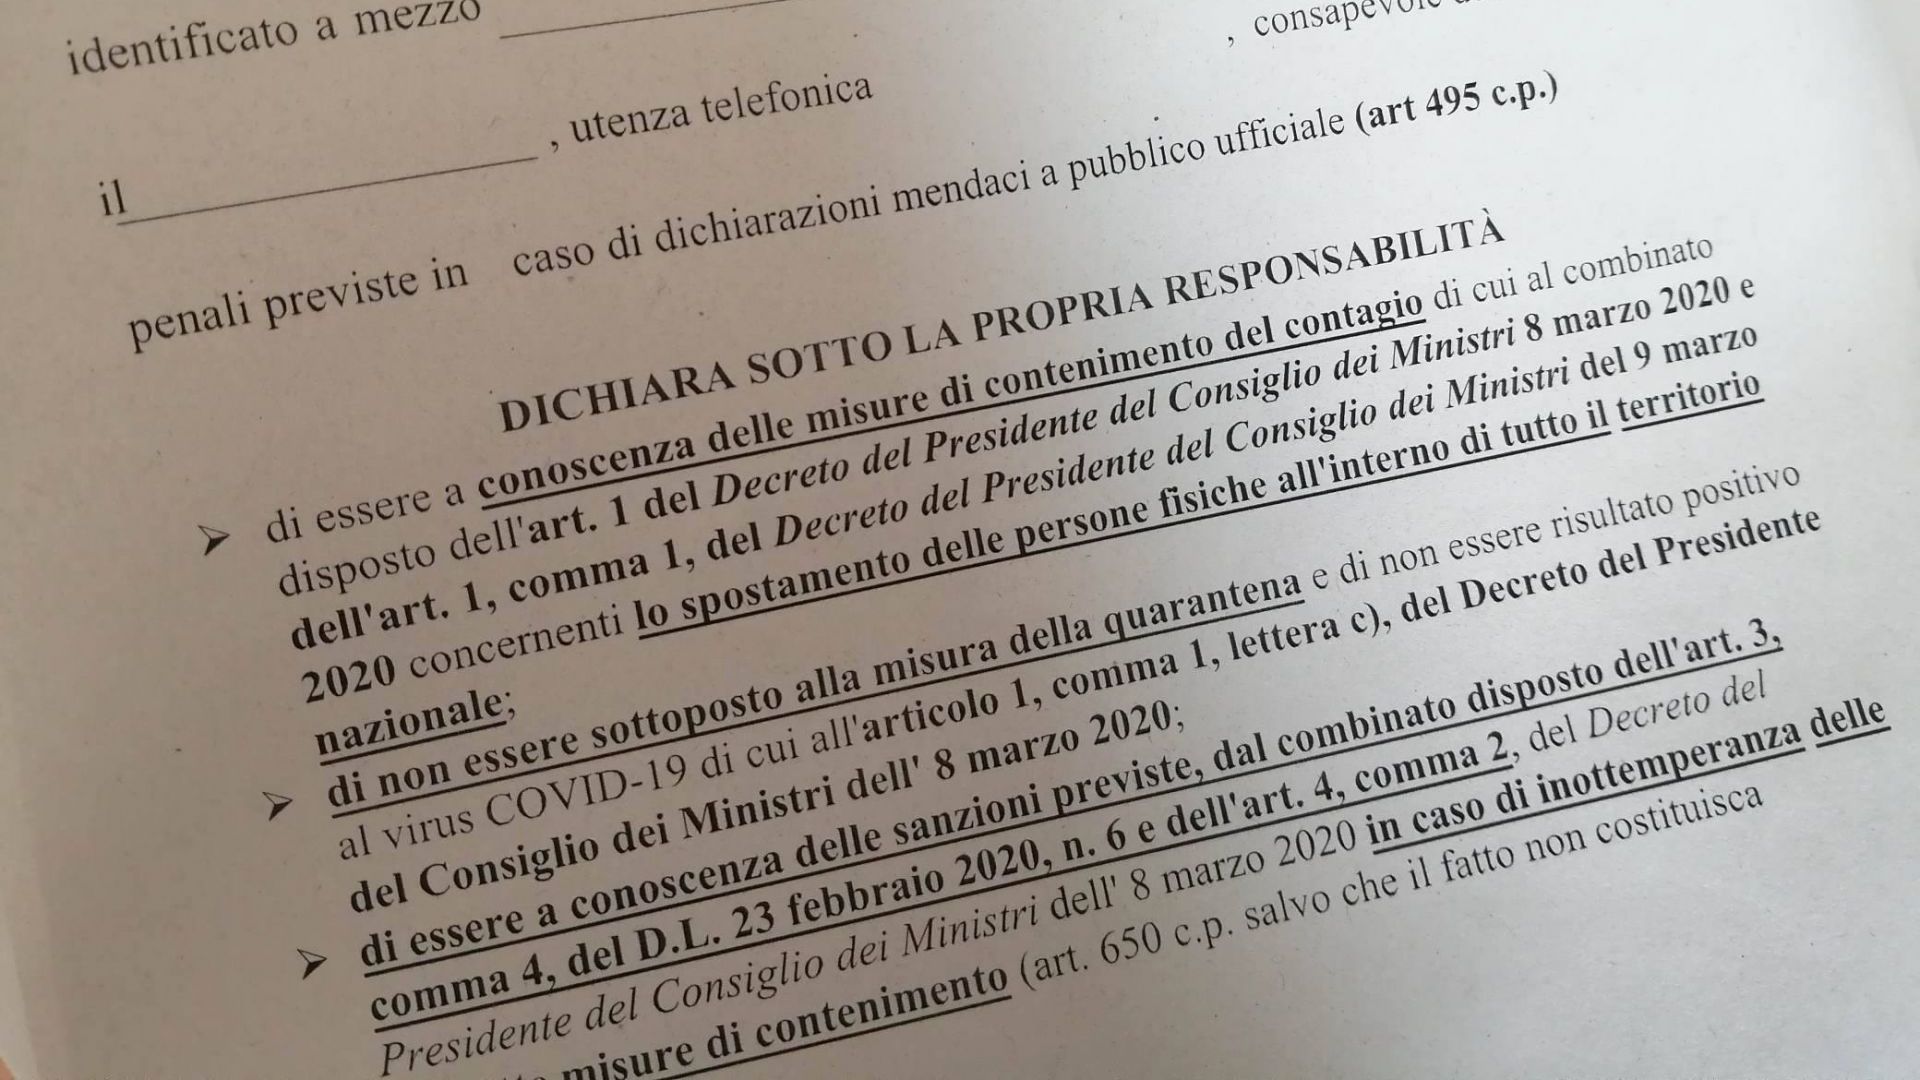 identificato a mezzo
, consapevole
il , utenza telefonica
penali previste in caso di dichiarazioni mendaci a pubblico ufficiale (art 495 c.p.)
DICHIARA SOTTO LA PROPRIA RESPONSABILITÀ
➢ di essere a conoscenza delle misure di contenimento del contagio di cui al combinato
disposto dell'art. 1 del Decreto del Presidente del Consiglio dei Ministri 8 marzo 2020 e
dell'art. 1, comma 1, del Decreto del Presidente del Consiglio dei Ministri del 9 marzo
2020 concernenti lo spostamento delle persone fisiche all'interno di tutto il territorio
nazionale;
➢ di non essere sottoposto alla misura della quarantena e di non essere risultato positivo
al virus COVID-19 di cui all'articolo 1, comma 1, lettera c), del Decreto del Presidente
del Consiglio dei Ministri dell' 8 marzo 2020;
➢ di essere a conoscenza delle sanzioni previste, dal combinato disposto dell'art. 3,
comma 4, del D.L. 23 febbraio 2020, n. 6 e dell'art. 4, comma 2, del Decreto del
Presidente del Consiglio dei Ministri dell' 8 marzo 2020 in caso di inottemperanza delle
misure di contenimento (art. 650 c.p. salvo che il fatto non costituisca